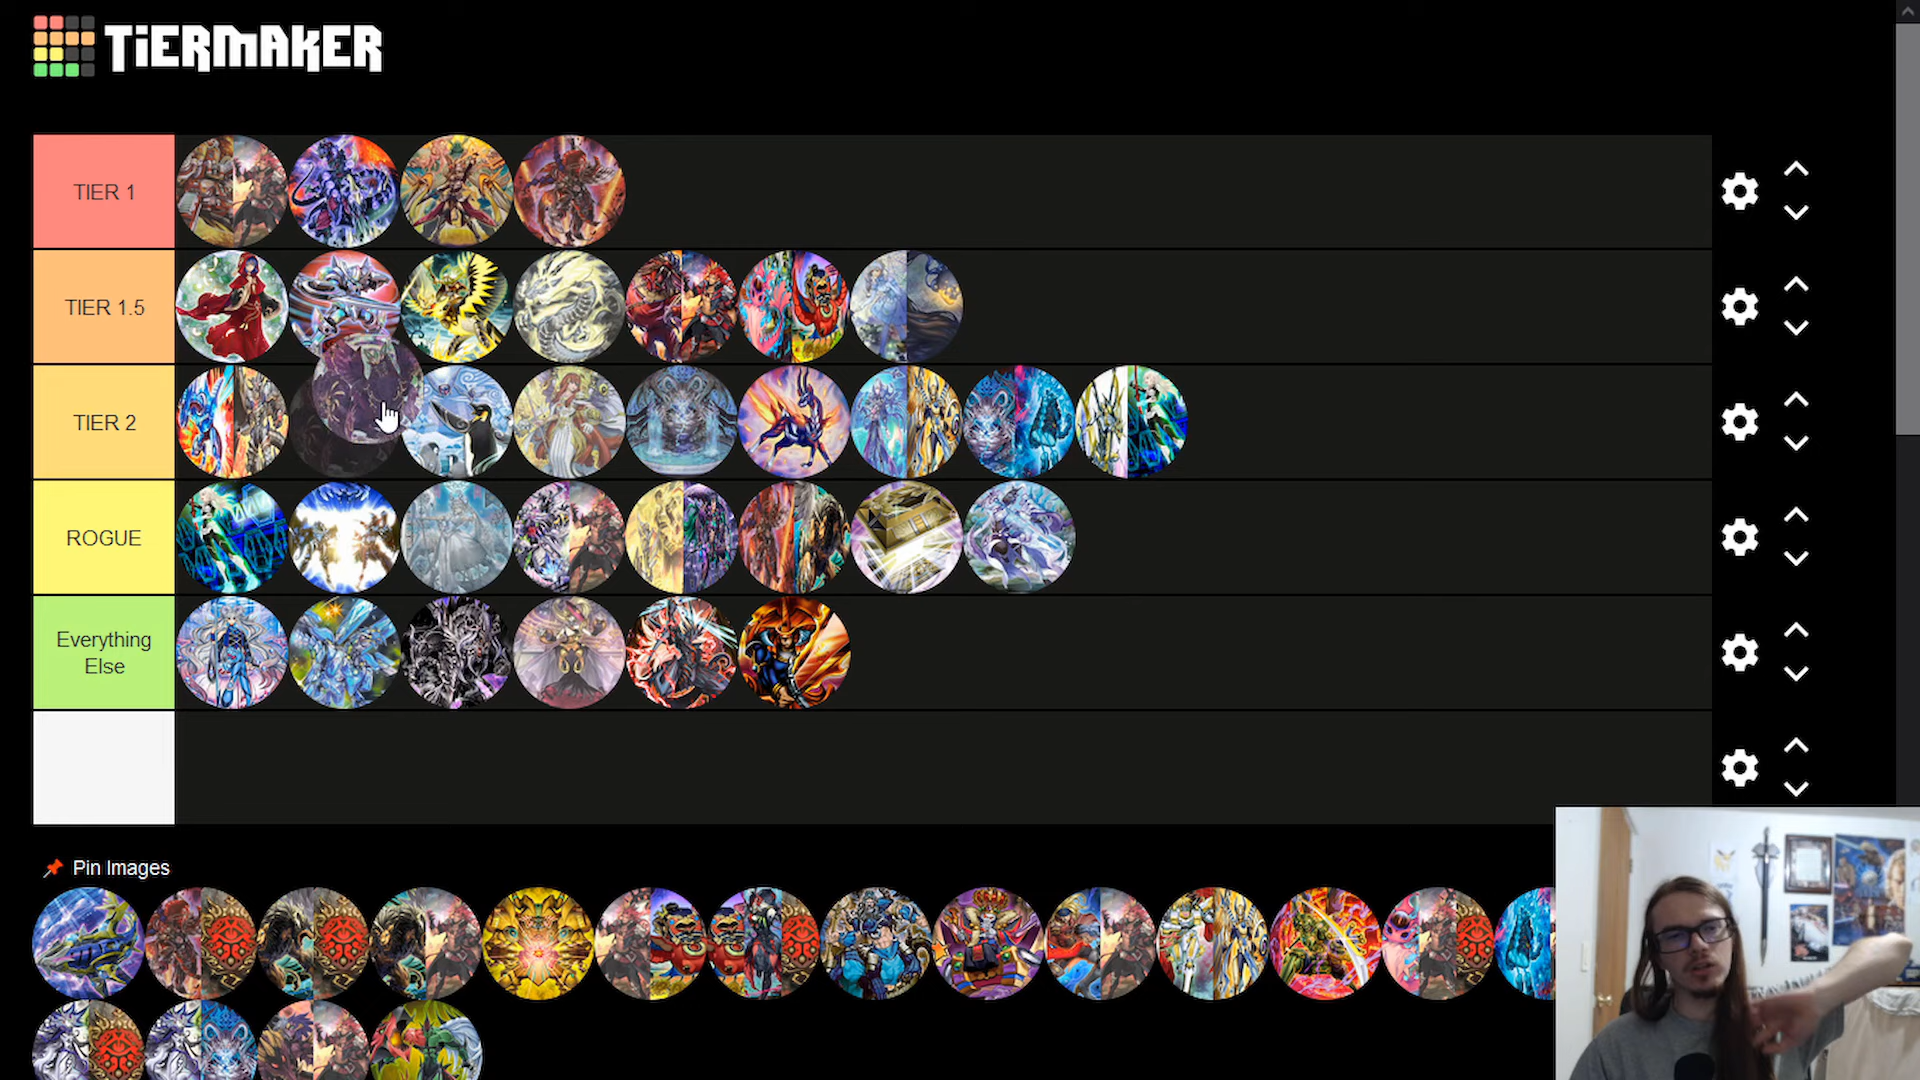 TiERMAKER
TIER 1
TIER 1.5
TIER 2
ROGUE
Everything
Else
Pin Images